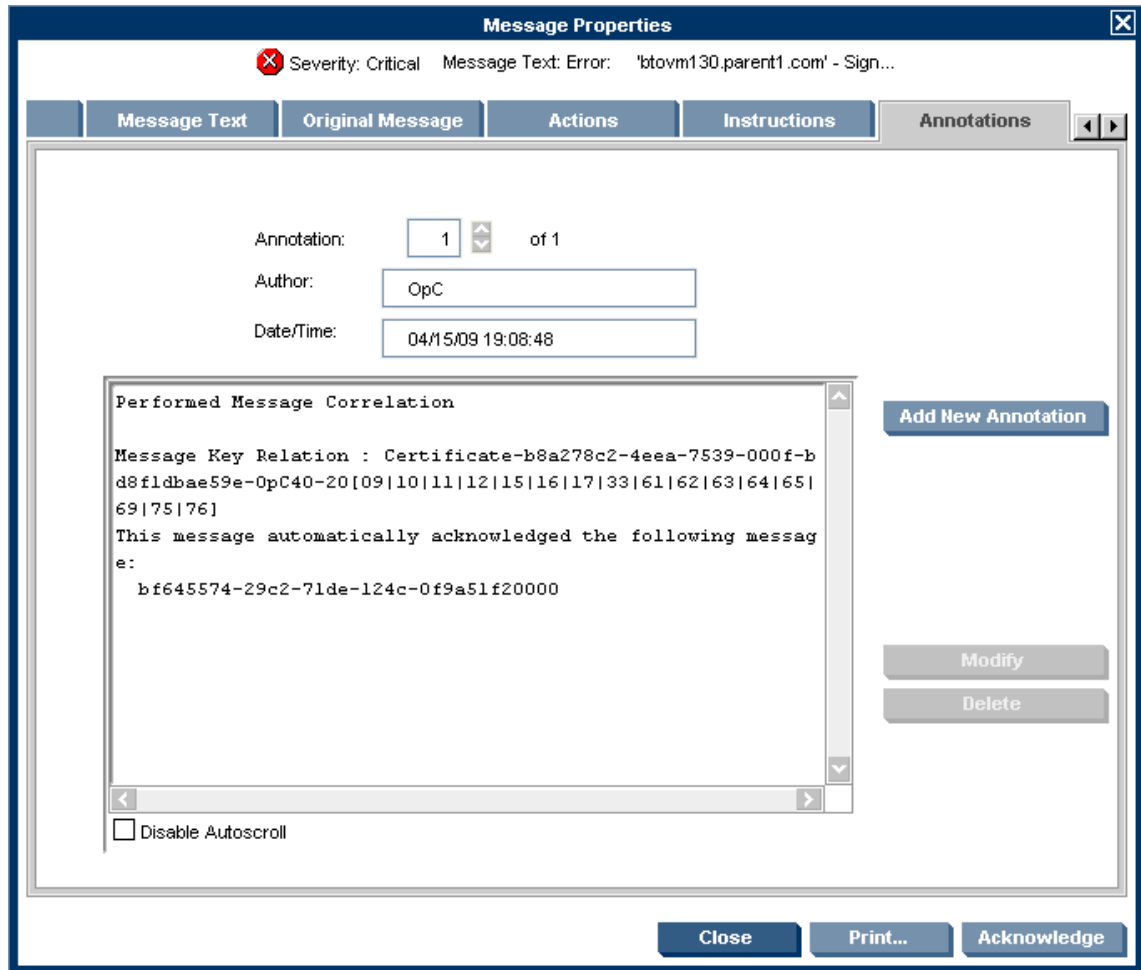 Message Properties
Severity: Critical Message Text: Error: 'btovm130.parent1.com' - Sign...
Message Text Original Message Actions Instructions Annotations
Annotation: 1 of 1
Author: OpC
Date/Time: 04/15/09 19:08:48
Performed Message Correlation
Message Key Relation : Certificate-b8a278c2-4eea-7539-000f-b
d8f1dbae59e-OpC40-20[09|10|11|12|15|16|17|33|61|62|63|64|65|
69|75|76]
This message automatically acknowledged the following messag
e:
bf645574-29c2-71de-124c-0f9a51f20000
Add New Annotation
Modify
Delete
Disable Autoscroll
Close Print... Acknowledge